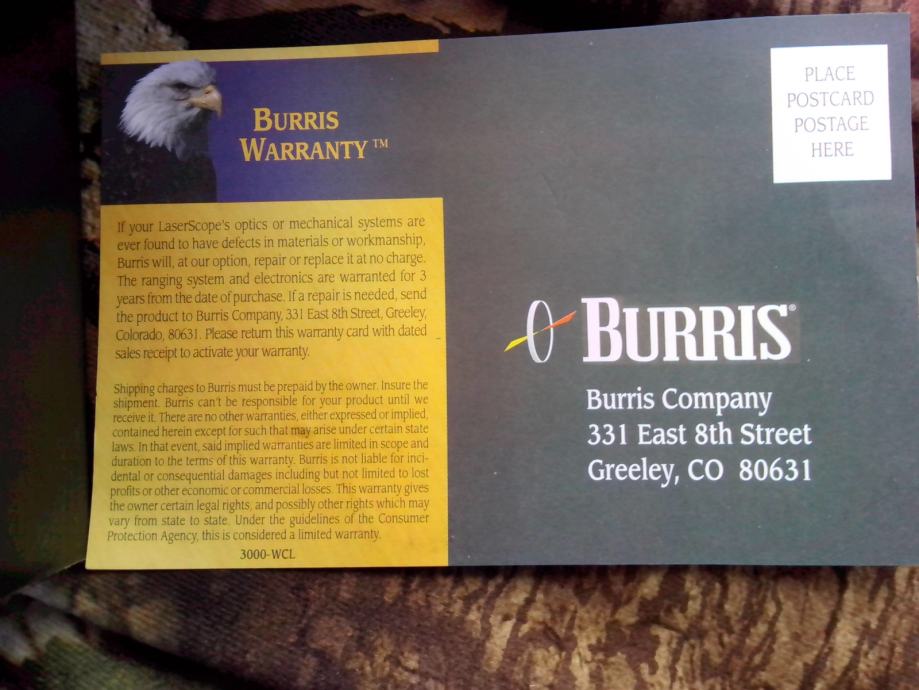 BURRIS
WARRANTY™
If your LaserScope's optics or mechanical systems are
ever found to have defects in materials or workmanship,
Burris will, at our option, repair or replace it at no charge.
The ranging system and electronics are warranted for 3
years from the date of purchase. If a repair is needed, send
the product to Burris Company, 331 East 8th Street, Greeley,
Colorado, 80631. Please return this warranty card with dated
sales receipt to activate your warranty.
Shipping charges to Burris must be prepaid by the owner. Insure the
shipment. Burris can't be responsible for your product until we
receive it. There are no other warranties, either expressed or implied,
contained herein except for such that may arise under certain state
laws. In that event, said implied warranties are limited in scope and
duration to the terms of this warranty. Burris is not liable for inci-
dental or consequential damages including but not limited to lost
profits or other economic or commercial losses. This warranty gives
the owner certain legal rights, and possibly other rights which may
vary from state to state. Under the guidelines of the Consumer
Protection Agency, this is considered a limited warranty.
3000-WCL
PLACE
POSTCARD
POSTAGE
HERE
BURRIS®
Burris Company
331 East 8th Street
Greeley, CO 80631